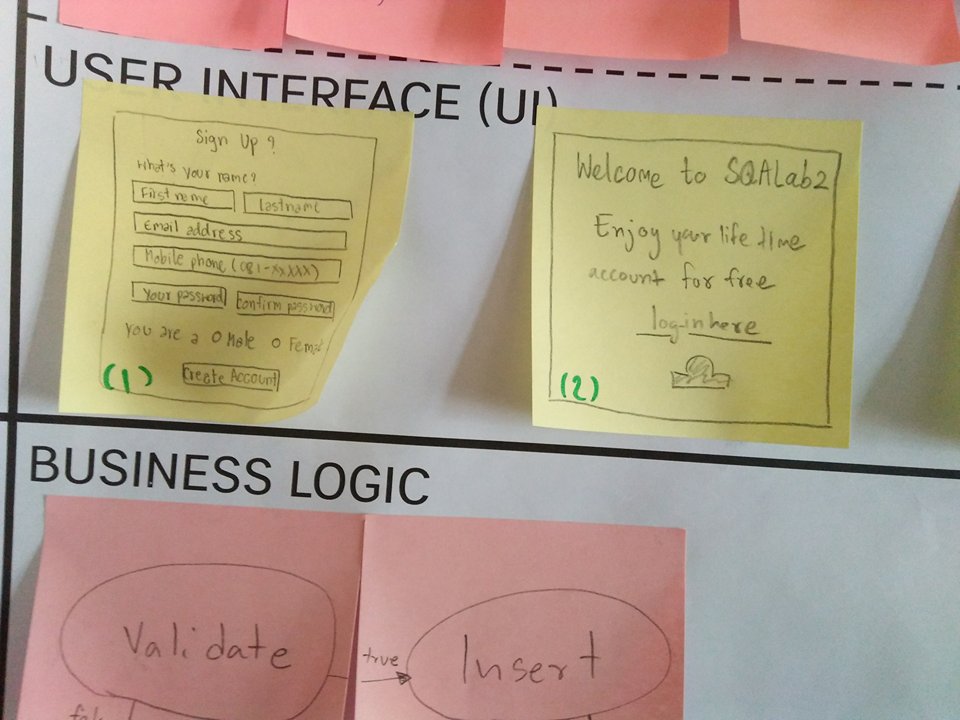 USER INTERFACE (UI)
Sign Up ?
What's your name?
First name
Lastname
Email address
Mobile phone (081-XXXXX)
Your password
Confirm password
You are a O Male O Femal
Create Account
(1)
Welcome to SQALab2
Enjoy your life time
account for free
log-in here
(2)
BUSINESS LOGIC
Validate
true
Insert